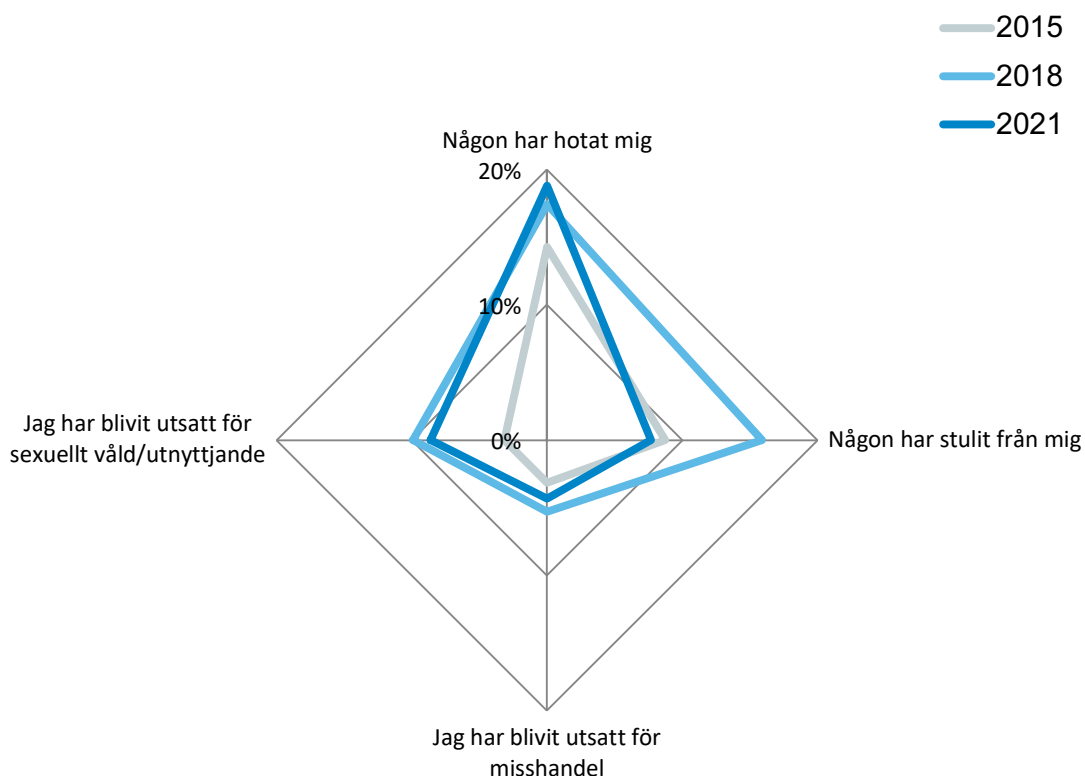 2015
2018
2021
Någon har hotat mig
20%
10%
0%
Jag har blivit utsatt för
sexuellt våld/utnyttjande
Någon har stulit från mig
Jag har blivit utsatt för
misshandel